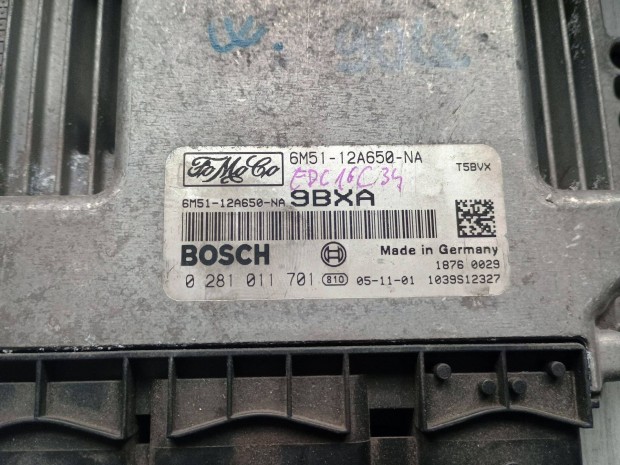 FoMoCo 6M51-12A650-NA T5BVX
EDC16C34
6M51-12A650-NA 9BXA
BOSCH Made in Germany
1876 0029
0 281 011 701 810 05-11-01 1039S12327